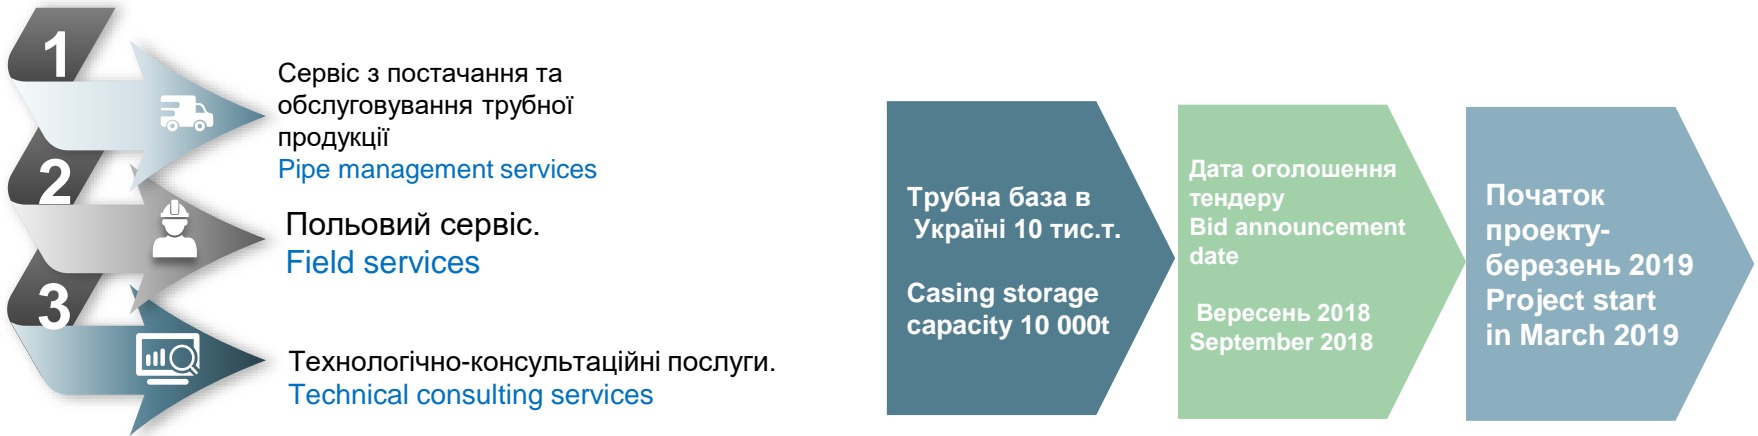 1
Сервіс з постачання та
обслуговування трубної
продукції
Pipe management services
2
Польовий сервіс.
Field services
3
Технологічно-консультаційні послуги.
Technical consulting services
Трубна база в
Україні 10 тис.т.
Casing storage
capacity 10 000t
Дата оголошення
тендеру
Bid announcement
date
Вересень 2018
September 2018
Початок
проекту-
березень 2019
Project start
in March 2019